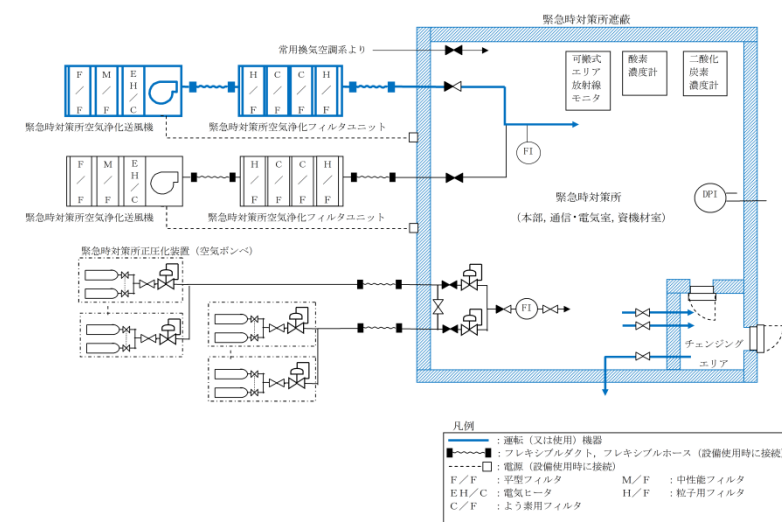 緊急時対策所遮蔽
常用換気空調系より
可搬式
エリア
放射線
モニタ
酸素
濃度計
二酸化
炭素
濃度計
F/F M/F EH/C
H/F C/F C/F H/F
緊急時対策所空気浄化送風機
緊急時対策所空気浄化フィルタユニット
FI
F/F M/F EH/C
H/F C/F C/F H/F
緊急時対策所空気浄化送風機
緊急時対策所空気浄化フィルタユニット
緊急時対策所
(本部,通信・電気室,資機材室)
DPI
緊急時対策所正圧化装置(空気ボンベ)
FI
チェンジング
エリア
凡例
:運転(又は使用)機器
:フレキシブルダクト,フレキシブルホース(設備使用時に接続)
:電源(設備使用時に接続)
F/F :平型フィルタ M/F :中性能フィルタ
EH/C :電気ヒータ H/F :粒子用フィルタ
C/F :よう素用フィルタ